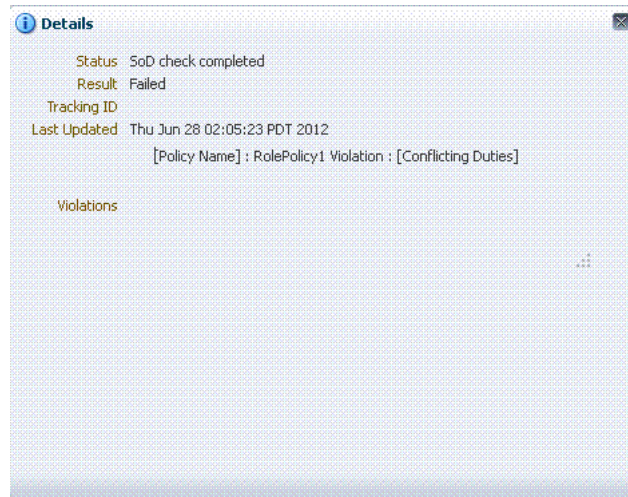 Details
Status SoD check completed
Result Failed
Tracking ID
Last Updated Thu Jun 28 02:05:23 PDT 2012
[Policy Name] : RolePolicy1 Violation : [Conflicting Duties]
Violations